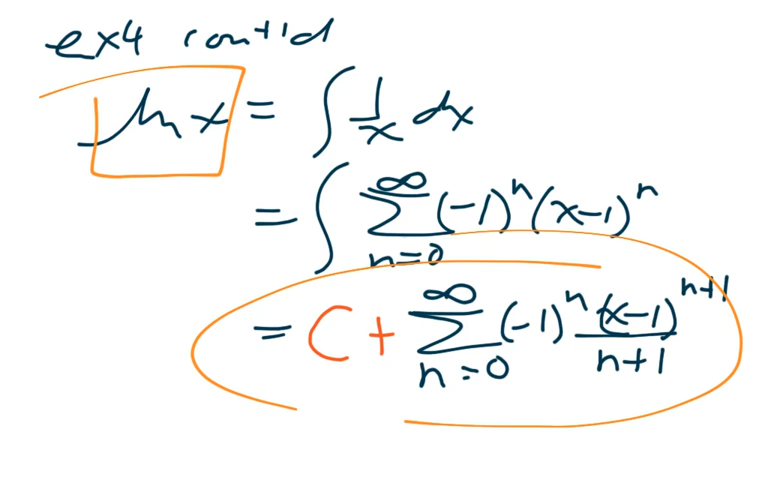 ex4 cont'd
ln x = ∫ 1/x dx
= ∫ ∑_{n=0}^{∞} (-1)^n (x-1)^n
= C + ∑_{n=0}^{∞} (-1)^n (x-1)^{n+1}/n+1